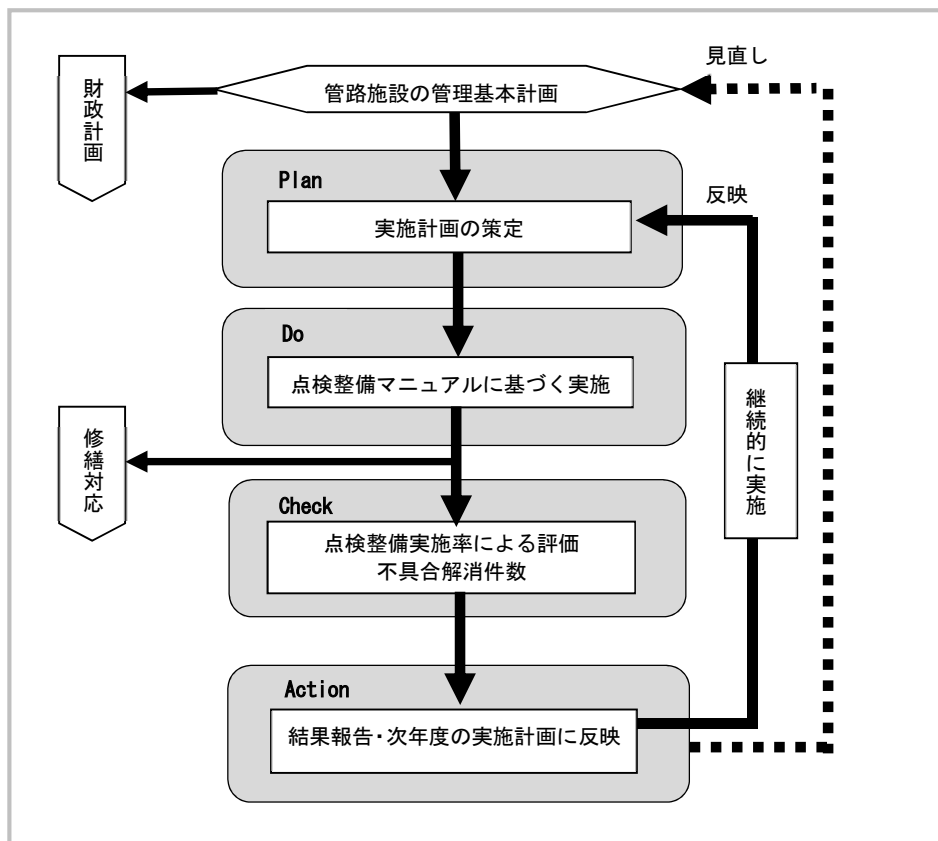 見直し
財政計画
管路施設の管理基本計画
Plan
反映
実施計画の策定
Do
点検整備マニュアルに基づく実施
継続的に実施
修繕対応
Check
点検整備実施率による評価
不具合解消件数
Action
結果報告・次年度の実施計画に反映